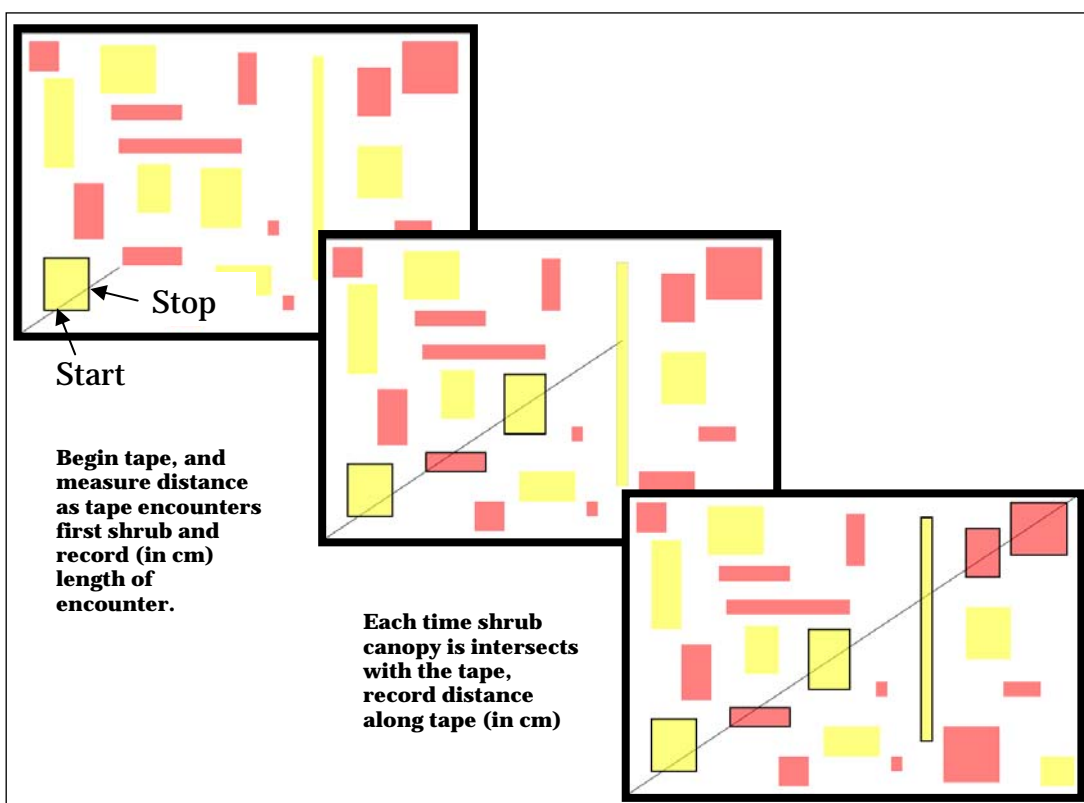 Stop
Start
Begin tape, and
measure distance
as tape encounters
first shrub and
record (in cm)
length of
encounter.
Each time shrub
canopy is intersects
with the tape,
record distance
along tape (in cm)